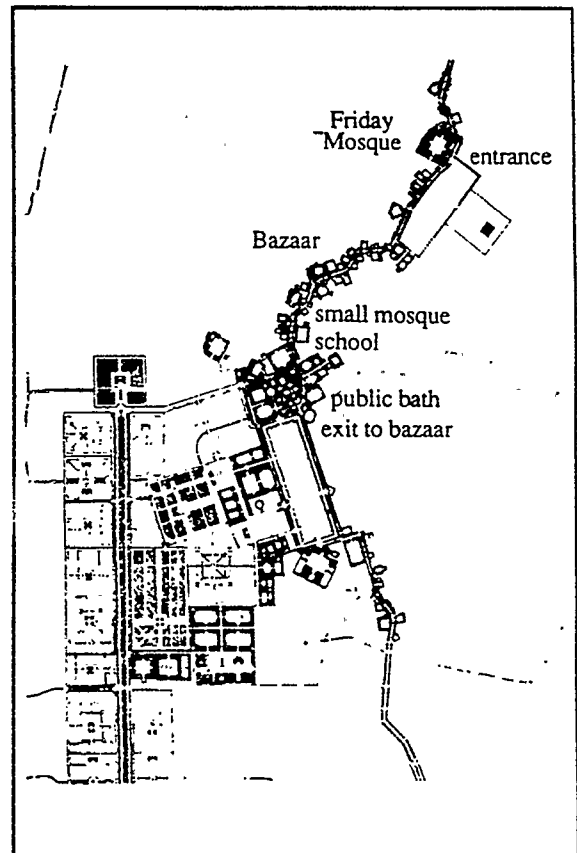 Friday
Mosque
entrance
Bazaar
small mosque
school
public bath
exit to bazaar